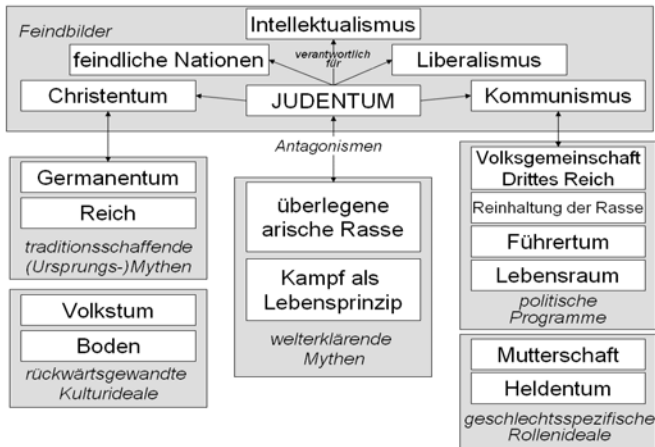 Feindbilder
Intellektualismus
feindliche Nationen
verantwortlich
für
Liberalismus
Christentum
JUDENTUM
Kommunismus
Antagonismen
Germanentum
Reich
traditionsschaffende
(Ursprungs-)Mythen
Volkstum
Boden
rückwärtsgewandte
Kulturideale
überlegene
arische Rasse
Kampf als
Lebensprinzip
welterklärende
Mythen
Volksgemeinschaft
Drittes Reich
Reinhaltung der Rasse
Führertum
Lebensraum
politische
Programme
Mutterschaft
Heldentum
geschlechtsspezifische
Rollenideale